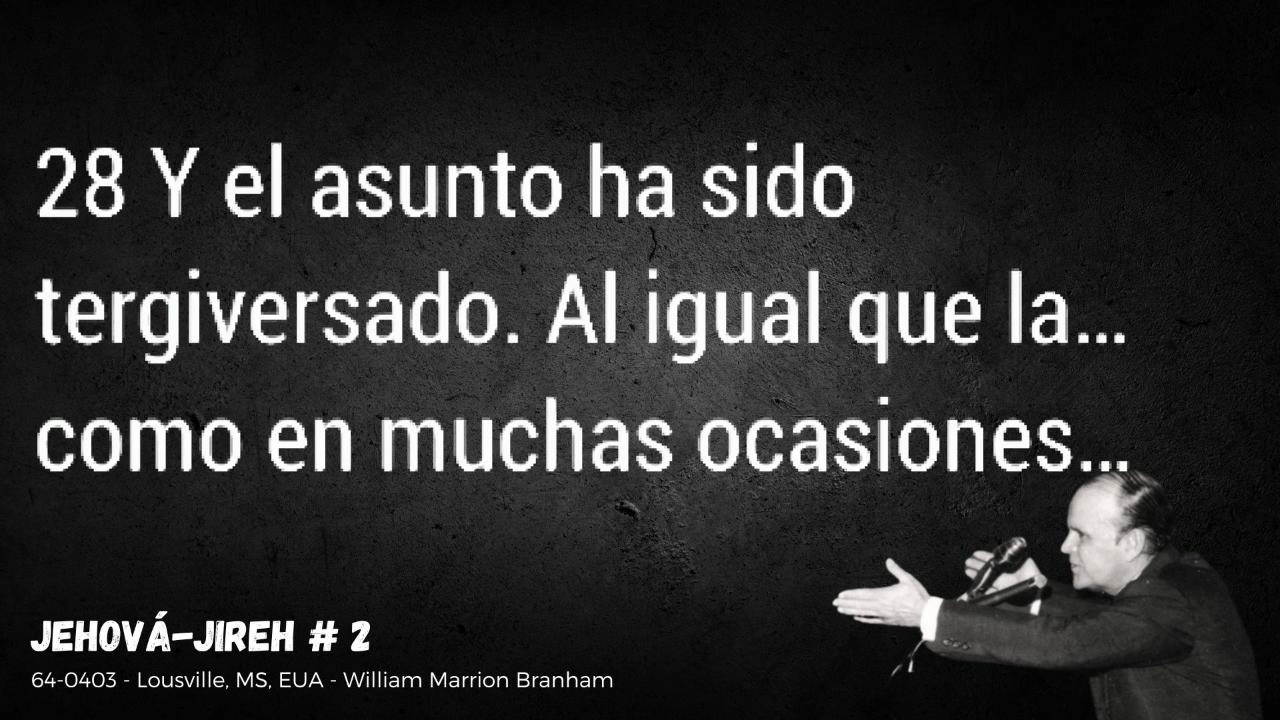 28 Y el asunto ha sido
tergiversado. Al igual que la...
como en muchas ocasiones...
JEHOVÁ-JIREH # 2
64-0403 - Lousville, MS, EUA - William Marrion Branham